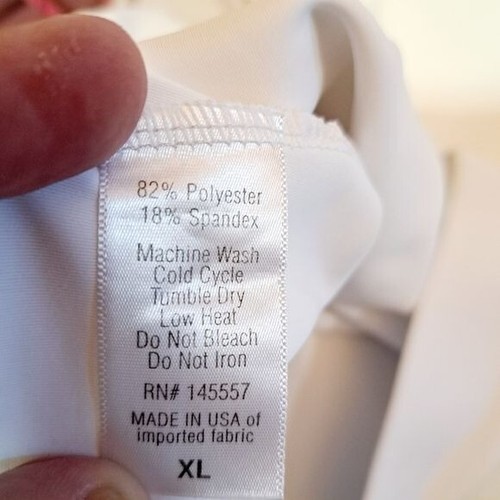 82% Polyester
18% Spandex
Machine Wash
Cold Cycle
Tumble Dry
Low Heat
Do Not Bleach
Do Not Iron
RN# 145557
MADE IN USA of
imported fabric
XL